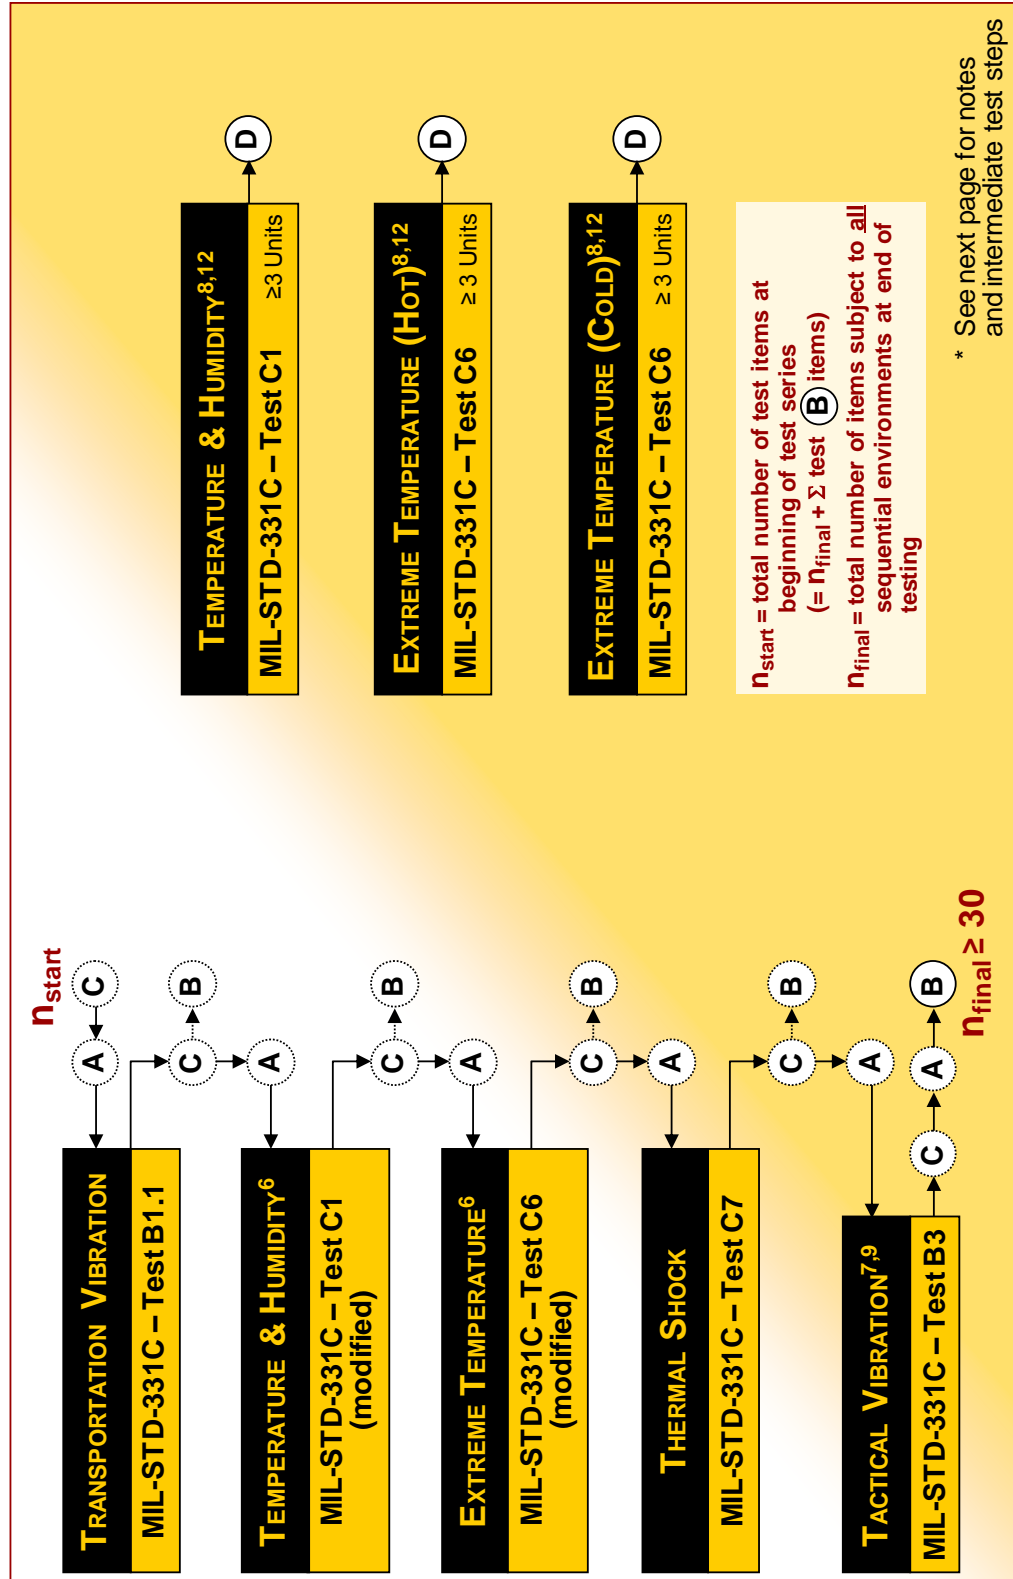 n start
C
A
TRANSPORTATION VIBRATION
MIL-STD-331C – Test B1.1
C
B
A
TEMPERATURE & HUMIDITY6
MIL-STD-331C – Test C1
(modified)
C
B
A
EXTREME TEMPERATURE6
MIL-STD-331C – Test C6
(modified)
C
B
A
THERMAL SHOCK
MIL-STD-331C – Test C7
C
B
A
TACTICAL VIBRATION7,9
MIL-STD-331C – Test B3
C
A
B
n final ≥ 30
TEMPERATURE & HUMIDITY8,12
MIL-STD-331C – Test C1 ≥3 Units
D
EXTREME TEMPERATURE (HOT)8,12
MIL-STD-331C – Test C6 ≥ 3 Units
D
EXTREME TEMPERATURE (COLD)8,12
MIL-STD-331C – Test C6 ≥ 3 Units
D
n start = total number of test items at
beginning of test series
(= n final + Σ test B items)
n final = total number of items subject to all
sequential environments at end of
testing
* See next page for notes
and intermediate test steps